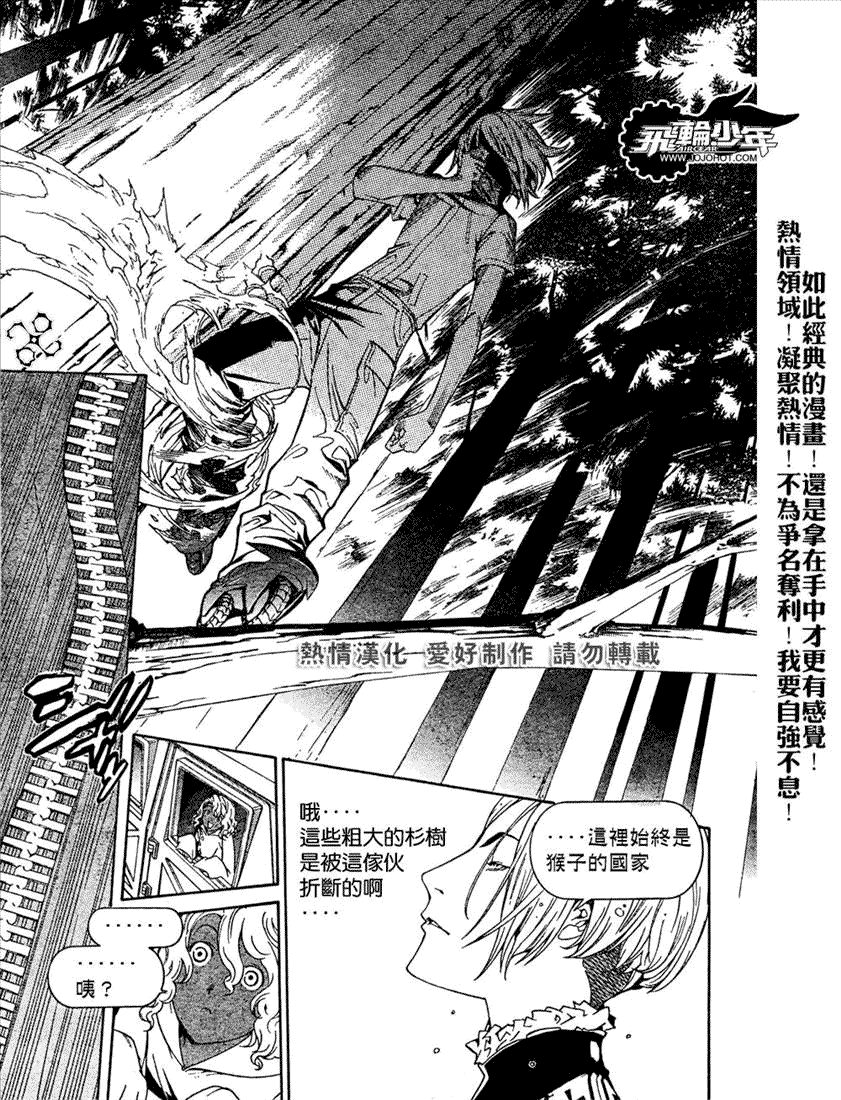 飛輪少年
AIRGEAR
WWW.JOJOHOT.COM
如此經典的漫畫!還是拿在手中才更有感覺!
熱情領域!凝聚熱情!不為爭名奪利!我要自強不息!
熱情漢化 愛好制作 請勿轉載
‥‥這裡始終是
猴子的國家
哦‥‥
這些粗大的杉樹
是被這傢伙
折斷的啊
‥‥
‥‥‥
‥‥‥
咦?